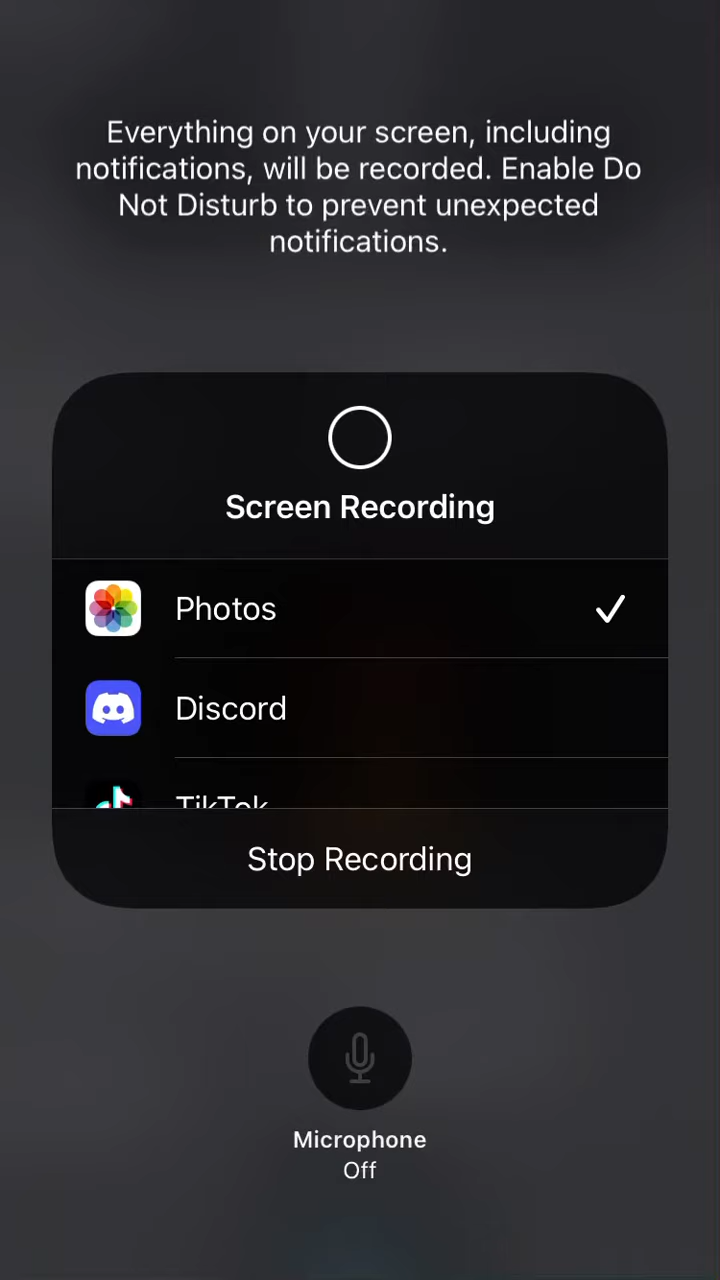 Everything on your screen, including
notifications, will be recorded. Enable Do
Not Disturb to prevent unexpected
notifications.
Screen Recording
Photos
Discord
TikTok
Stop Recording
Microphone
Off